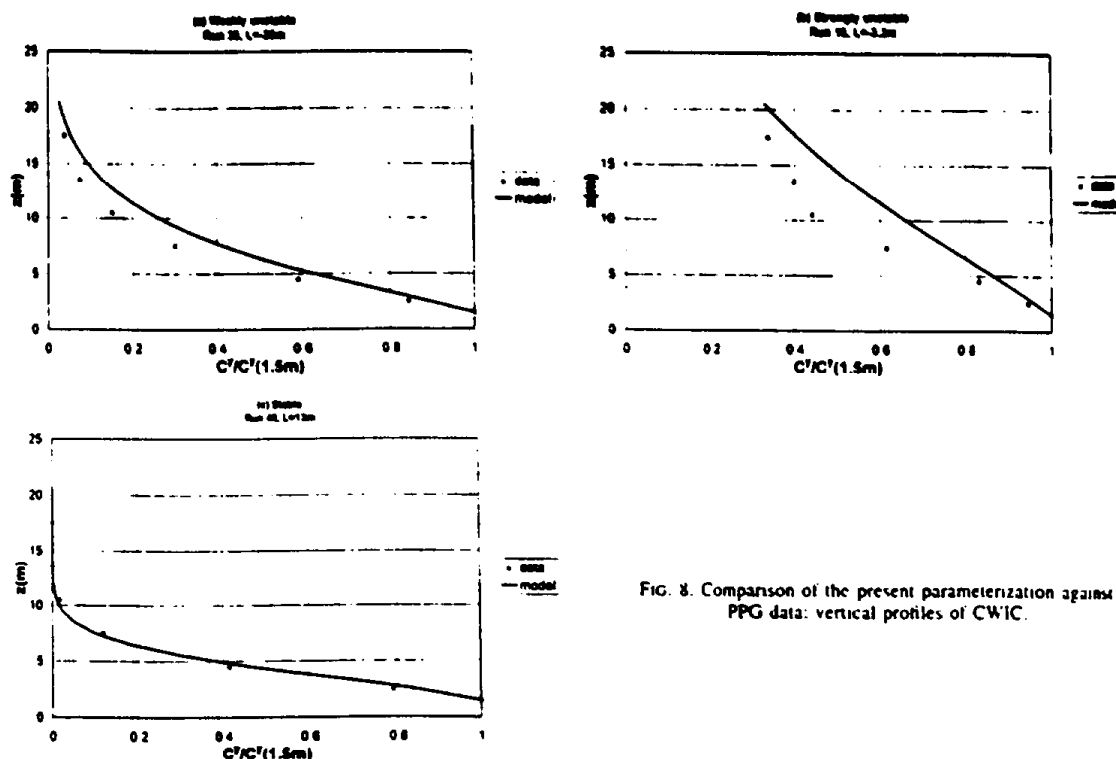 (a) Weakly unstable
Run L=
25
20
15
10
5
0
z(m)
0
0.2
0.4
0.6
0.8
1
C^y/C^y(1.5m)
data
model
(b) Strongly unstable
Run
25
20
15
10
5
0
z(m)
0
0.2
0.4
0.6
0.8
1
C^y/C^y(1.5m)
data
(c) Stable
Run
25
20
15
10
5
0
z(m)
0
0.2
0.4
0.6
0.8
1
C^y/C^y(1.5m)
data
model
FIG. 8. Comparison of the present parameterization against
PPG data: vertical profiles of CWIC.